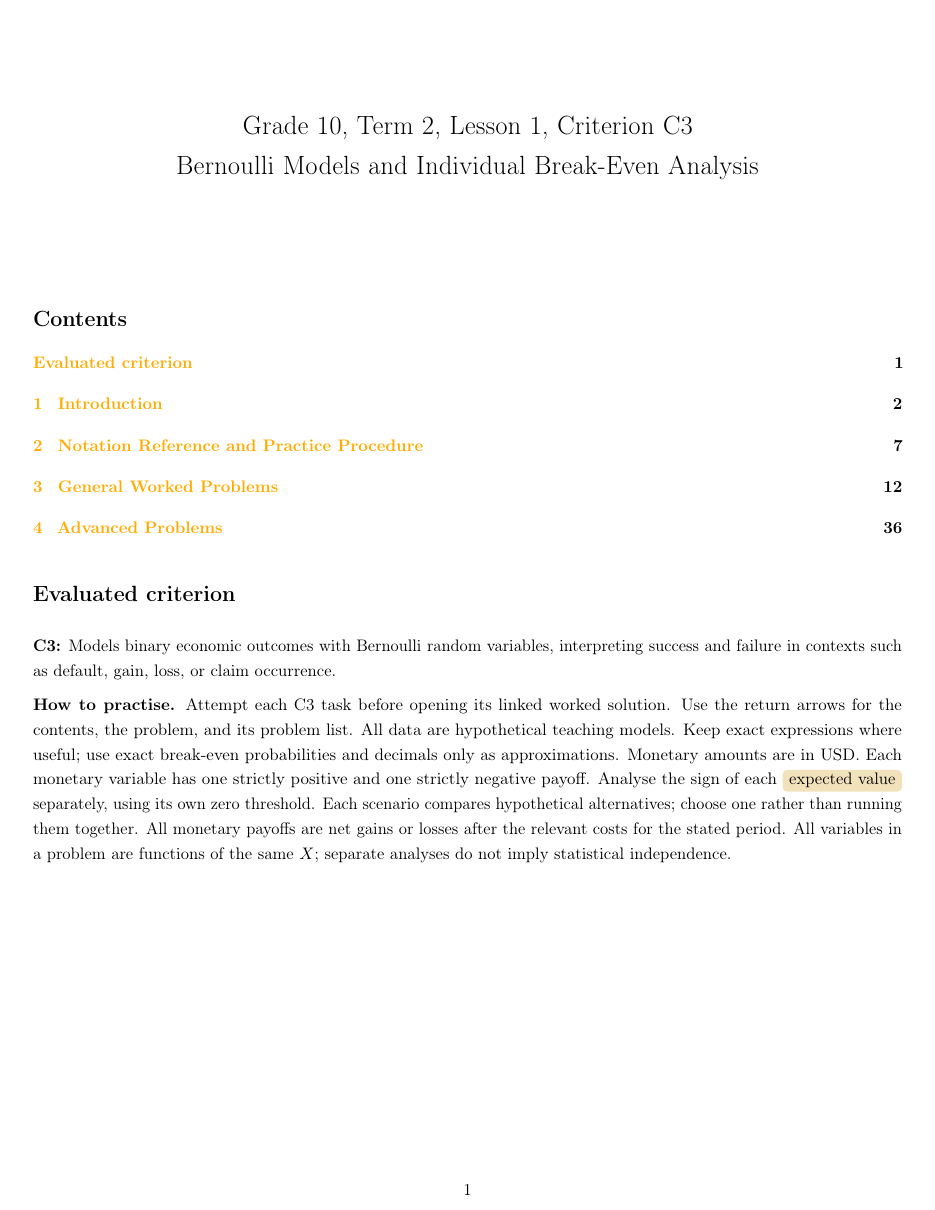 Grade 10, Term 2, Lesson 1, Criterion C3
Bernoulli Models and Individual Break-Even Analysis
Contents
Evaluated criterion 1
1 Introduction 2
2 Notation Reference and Practice Procedure 7
3 General Worked Problems 12
4 Advanced Problems 36
Evaluated criterion
C3: Models binary economic outcomes with Bernoulli random variables, interpreting success and failure in contexts such
as default, gain, loss, or claim occurrence.
How to practise. Attempt each C3 task before opening its linked worked solution. Use the return arrows for the
contents, the problem, and its problem list. All data are hypothetical teaching models. Keep exact expressions where
useful; use exact break-even probabilities and decimals only as approximations. Monetary amounts are in USD. Each
monetary variable has one strictly positive and one strictly negative payoff. Analyse the sign of each expected value
separately, using its own zero threshold. Each scenario compares hypothetical alternatives; choose one rather than running
them together. All monetary payoffs are net gains or losses after the relevant costs for the stated period. All variables in
a problem are functions of the same X; separate analyses do not imply statistical independence.
1